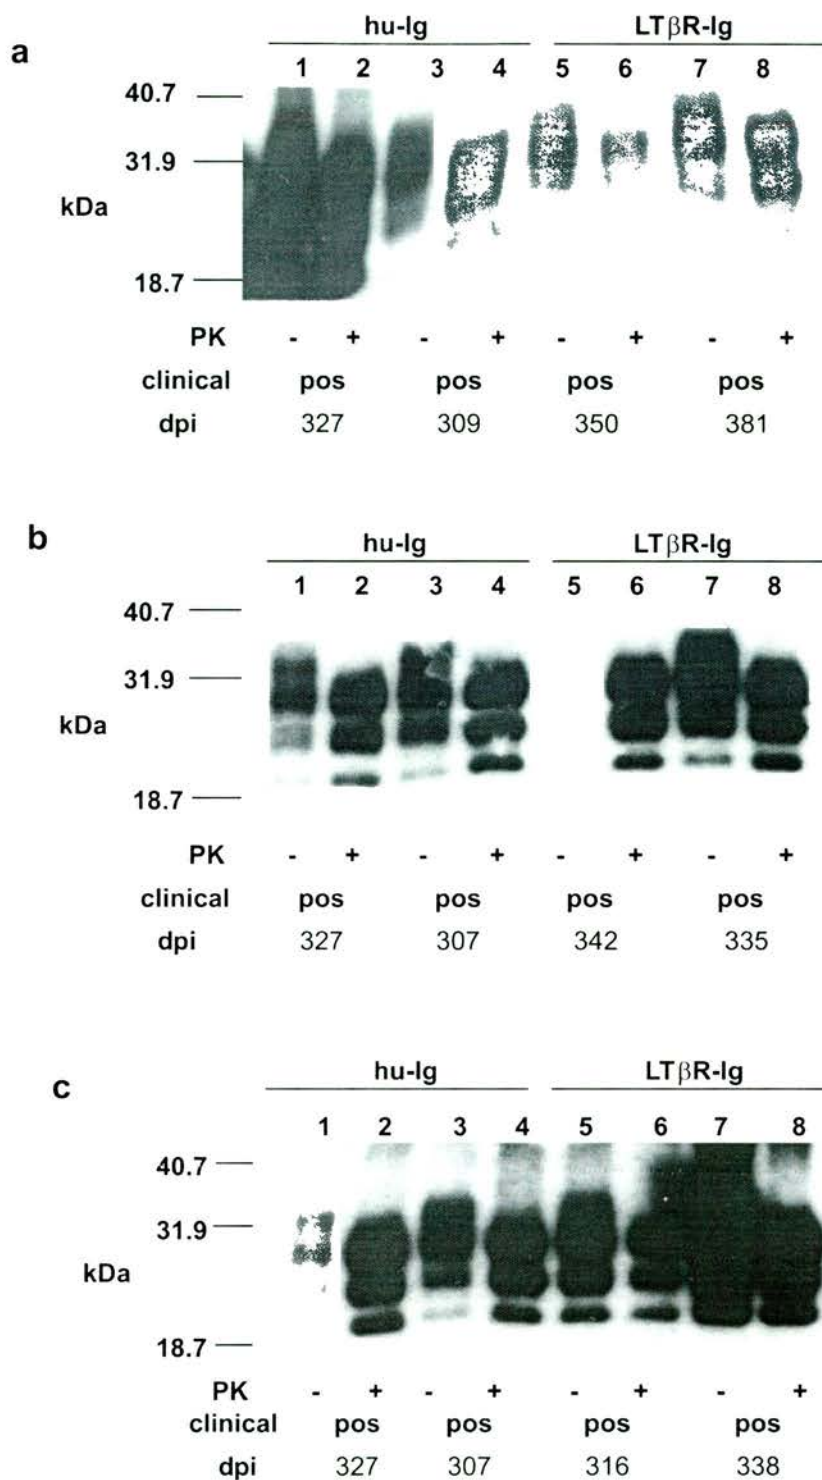 a
hu-Ig LTβR-Ig
1 2 3 4 5 6 7 8
40.7
31.9
kDa
18.7
PK - + - + - + - +
clinical pos pos pos pos
dpi 327 309 350 381
b
hu-Ig LTβR-Ig
1 2 3 4 5 6 7 8
40.7
31.9
kDa
18.7
PK - + - + - + - +
clinical pos pos pos pos
dpi 327 307 342 335
c
hu-Ig LTβR-Ig
1 2 3 4 5 6 7 8
40.7
31.9
kDa
18.7
PK - + - + - + - +
clinical pos pos pos pos
dpi 327 307 316 338